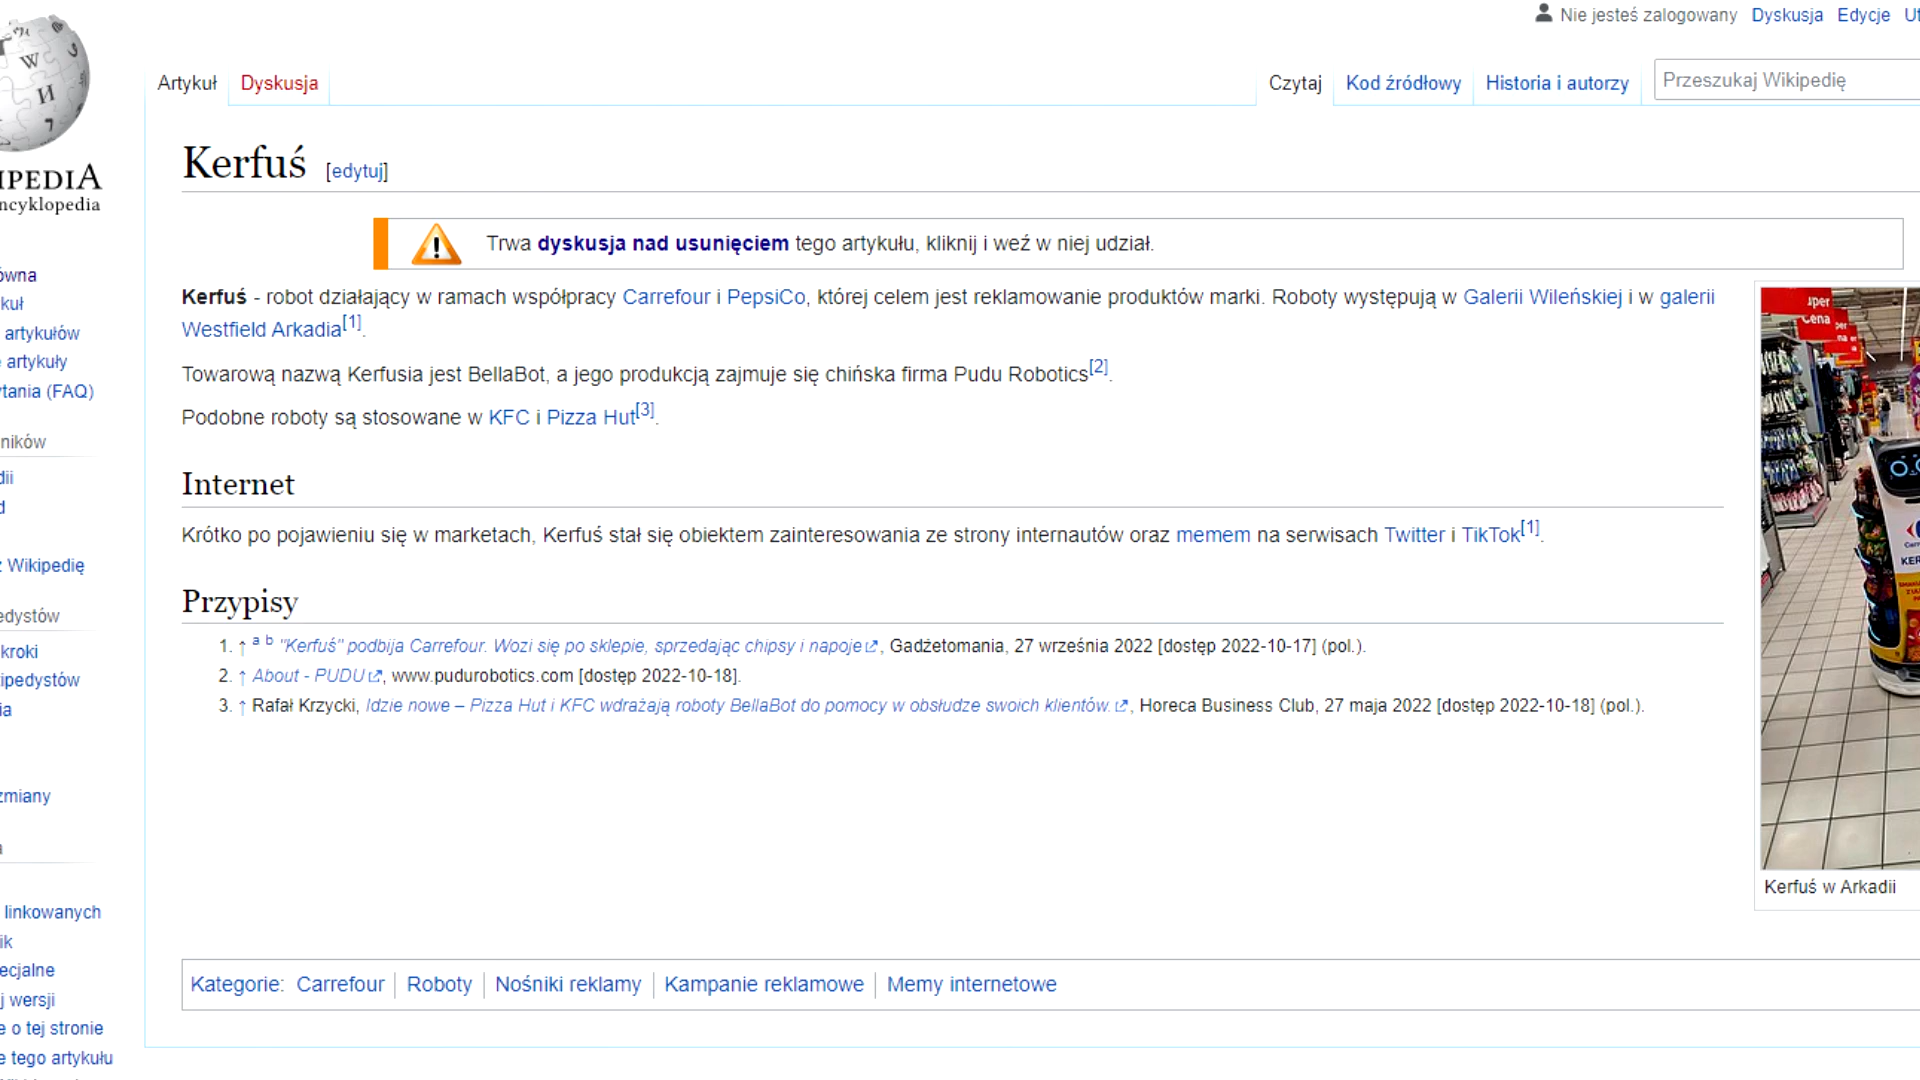 Nie jesteś zalogowany Dyskusja Edycje
Artykuł Dyskusja Czytaj Kod źródłowy Historia i autorzy Przeszukaj Wikipedię
Kerfuś [edytuj]
Trwa dyskusja nad usunięciem tego artykułu, kliknij i weź w niej udział.
Kerfuś - robot działający w ramach współpracy Carrefour i PepsiCo, której celem jest reklamowanie produktów marki. Roboty występują w Galerii Wileńskiej i w galerii
Westfield Arkadia[1].
Towarową nazwą Kerfusia jest BellaBot, a jego produkcją zajmuje się chińska firma Pudu Robotics[2].
Podobne roboty są stosowane w KFC i Pizza Hut[3].
Internet
Krótko po pojawieniu się w marketach, Kerfuś stał się obiektem zainteresowania ze strony internautów oraz memem na serwisach Twitter i TikTok[1].
Przypisy
1. ↑ a b "Kerfuś" podbija Carrefour. Wozi się po sklepie, sprzedając chipsy i napoje, Gadżetomania, 27 września 2022 [dostęp 2022-10-17] (pol.).
2. ↑ About - PUDU, www.pudurobotics.com [dostęp 2022-10-18].
3. ↑ Rafał Krzycki, Idzie nowe – Pizza Hut i KFC wdrażają roboty BellaBot do pomocy w obsłudze swoich klientów., Horeca Business Club, 27 maja 2022 [dostęp 2022-10-18] (pol.).
Kerfuś w Arkadii
Kategorie: Carrefour Roboty Nośniki reklamy Kampanie reklamowe Memy internetowe
IPEDIA
ncyklopedia
ówna
kuł
artykułów
artykuły
ytania (FAQ)
ników
dii
d
z Wikipedię
edystów
kroki
ipedystów
ia
zmiany
a
linkowanych
ik
ecjalne
j wersji
e o tej stronie
e tego artykułu